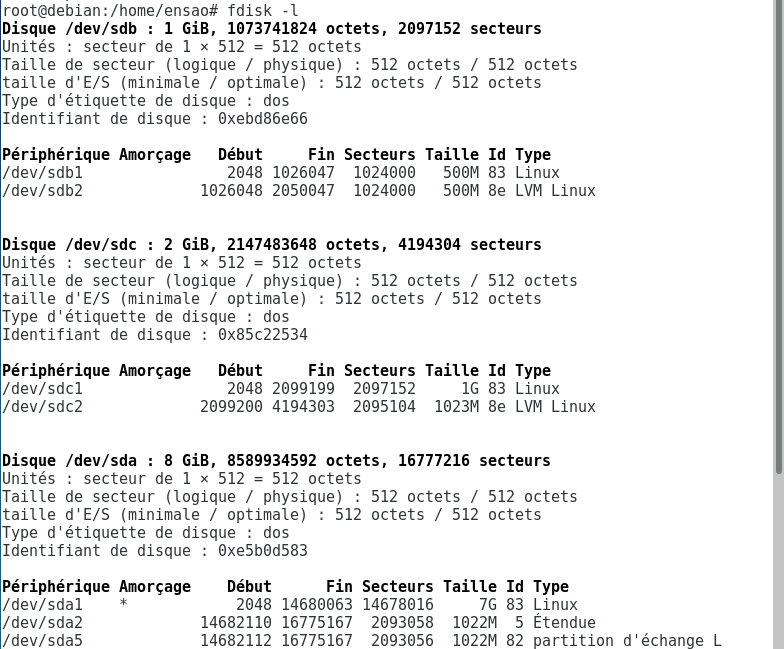 root@debian:/home/ensao# fdisk -l
Disque /dev/sdb : 1 GiB, 1073741824 octets, 2097152 secteurs
Unités : secteur de 1 × 512 = 512 octets
Taille de secteur (logique / physique) : 512 octets / 512 octets
taille d'E/S (minimale / optimale) : 512 octets / 512 octets
Type d'étiquette de disque : dos
Identifiant de disque : 0xebd86e66

Périphérique Amorçage   Début     Fin Secteurs Taille Id Type
/dev/sdb1                2048 1026047  1024000   500M 83 Linux
/dev/sdb2             1026048 2050047  1024000   500M 8e LVM Linux

Disque /dev/sdc : 2 GiB, 2147483648 octets, 4194304 secteurs
Unités : secteur de 1 × 512 = 512 octets
Taille de secteur (logique / physique) : 512 octets / 512 octets
taille d'E/S (minimale / optimale) : 512 octets / 512 octets
Type d'étiquette de disque : dos
Identifiant de disque : 0x85c22534

Périphérique Amorçage   Début     Fin Secteurs Taille Id Type
/dev/sdc1                2048 2099199  2097152     1G 83 Linux
/dev/sdc2             2099200 4194303  2095104  1023M 8e LVM Linux

Disque /dev/sda : 8 GiB, 8589934592 octets, 16777216 secteurs
Unités : secteur de 1 × 512 = 512 octets
Taille de secteur (logique / physique) : 512 octets / 512 octets
taille d'E/S (minimale / optimale) : 512 octets / 512 octets
Type d'étiquette de disque : dos
Identifiant de disque : 0xe5b0d583

Périphérique Amorçage    Début      Fin Secteurs Taille Id Type
/dev/sda1    *            2048 14680063 14678016     7G 83 Linux
/dev/sda2             14682110 16775167  2093058  1022M  5 Étendue
/dev/sda5             14682112 16775167  2093056  1022M 82 partition d'échange L